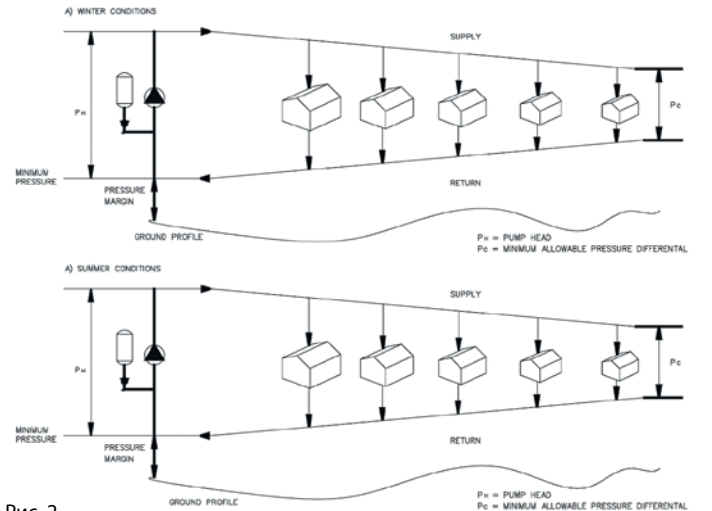 A) WINTER CONDITIONS
SUPPLY
PH
PC
MINIMUM
PRESSURE
PRESSURE
MARGIN
RETURN
GROUND PROFILE
PH = PUMP HEAD
PC = MINIMUM ALLOWABLE PRESSURE DIFFERENTIAL
A) SUMMER CONDITIONS
SUPPLY
PH
PC
MINIMUM
PRESSURE
PRESSURE
MARGIN
RETURN
GROUND PROFILE
PH = PUMP HEAD
PC = MINIMUM ALLOWABLE PRESSURE DIFFERENTIAL
Рис. 2